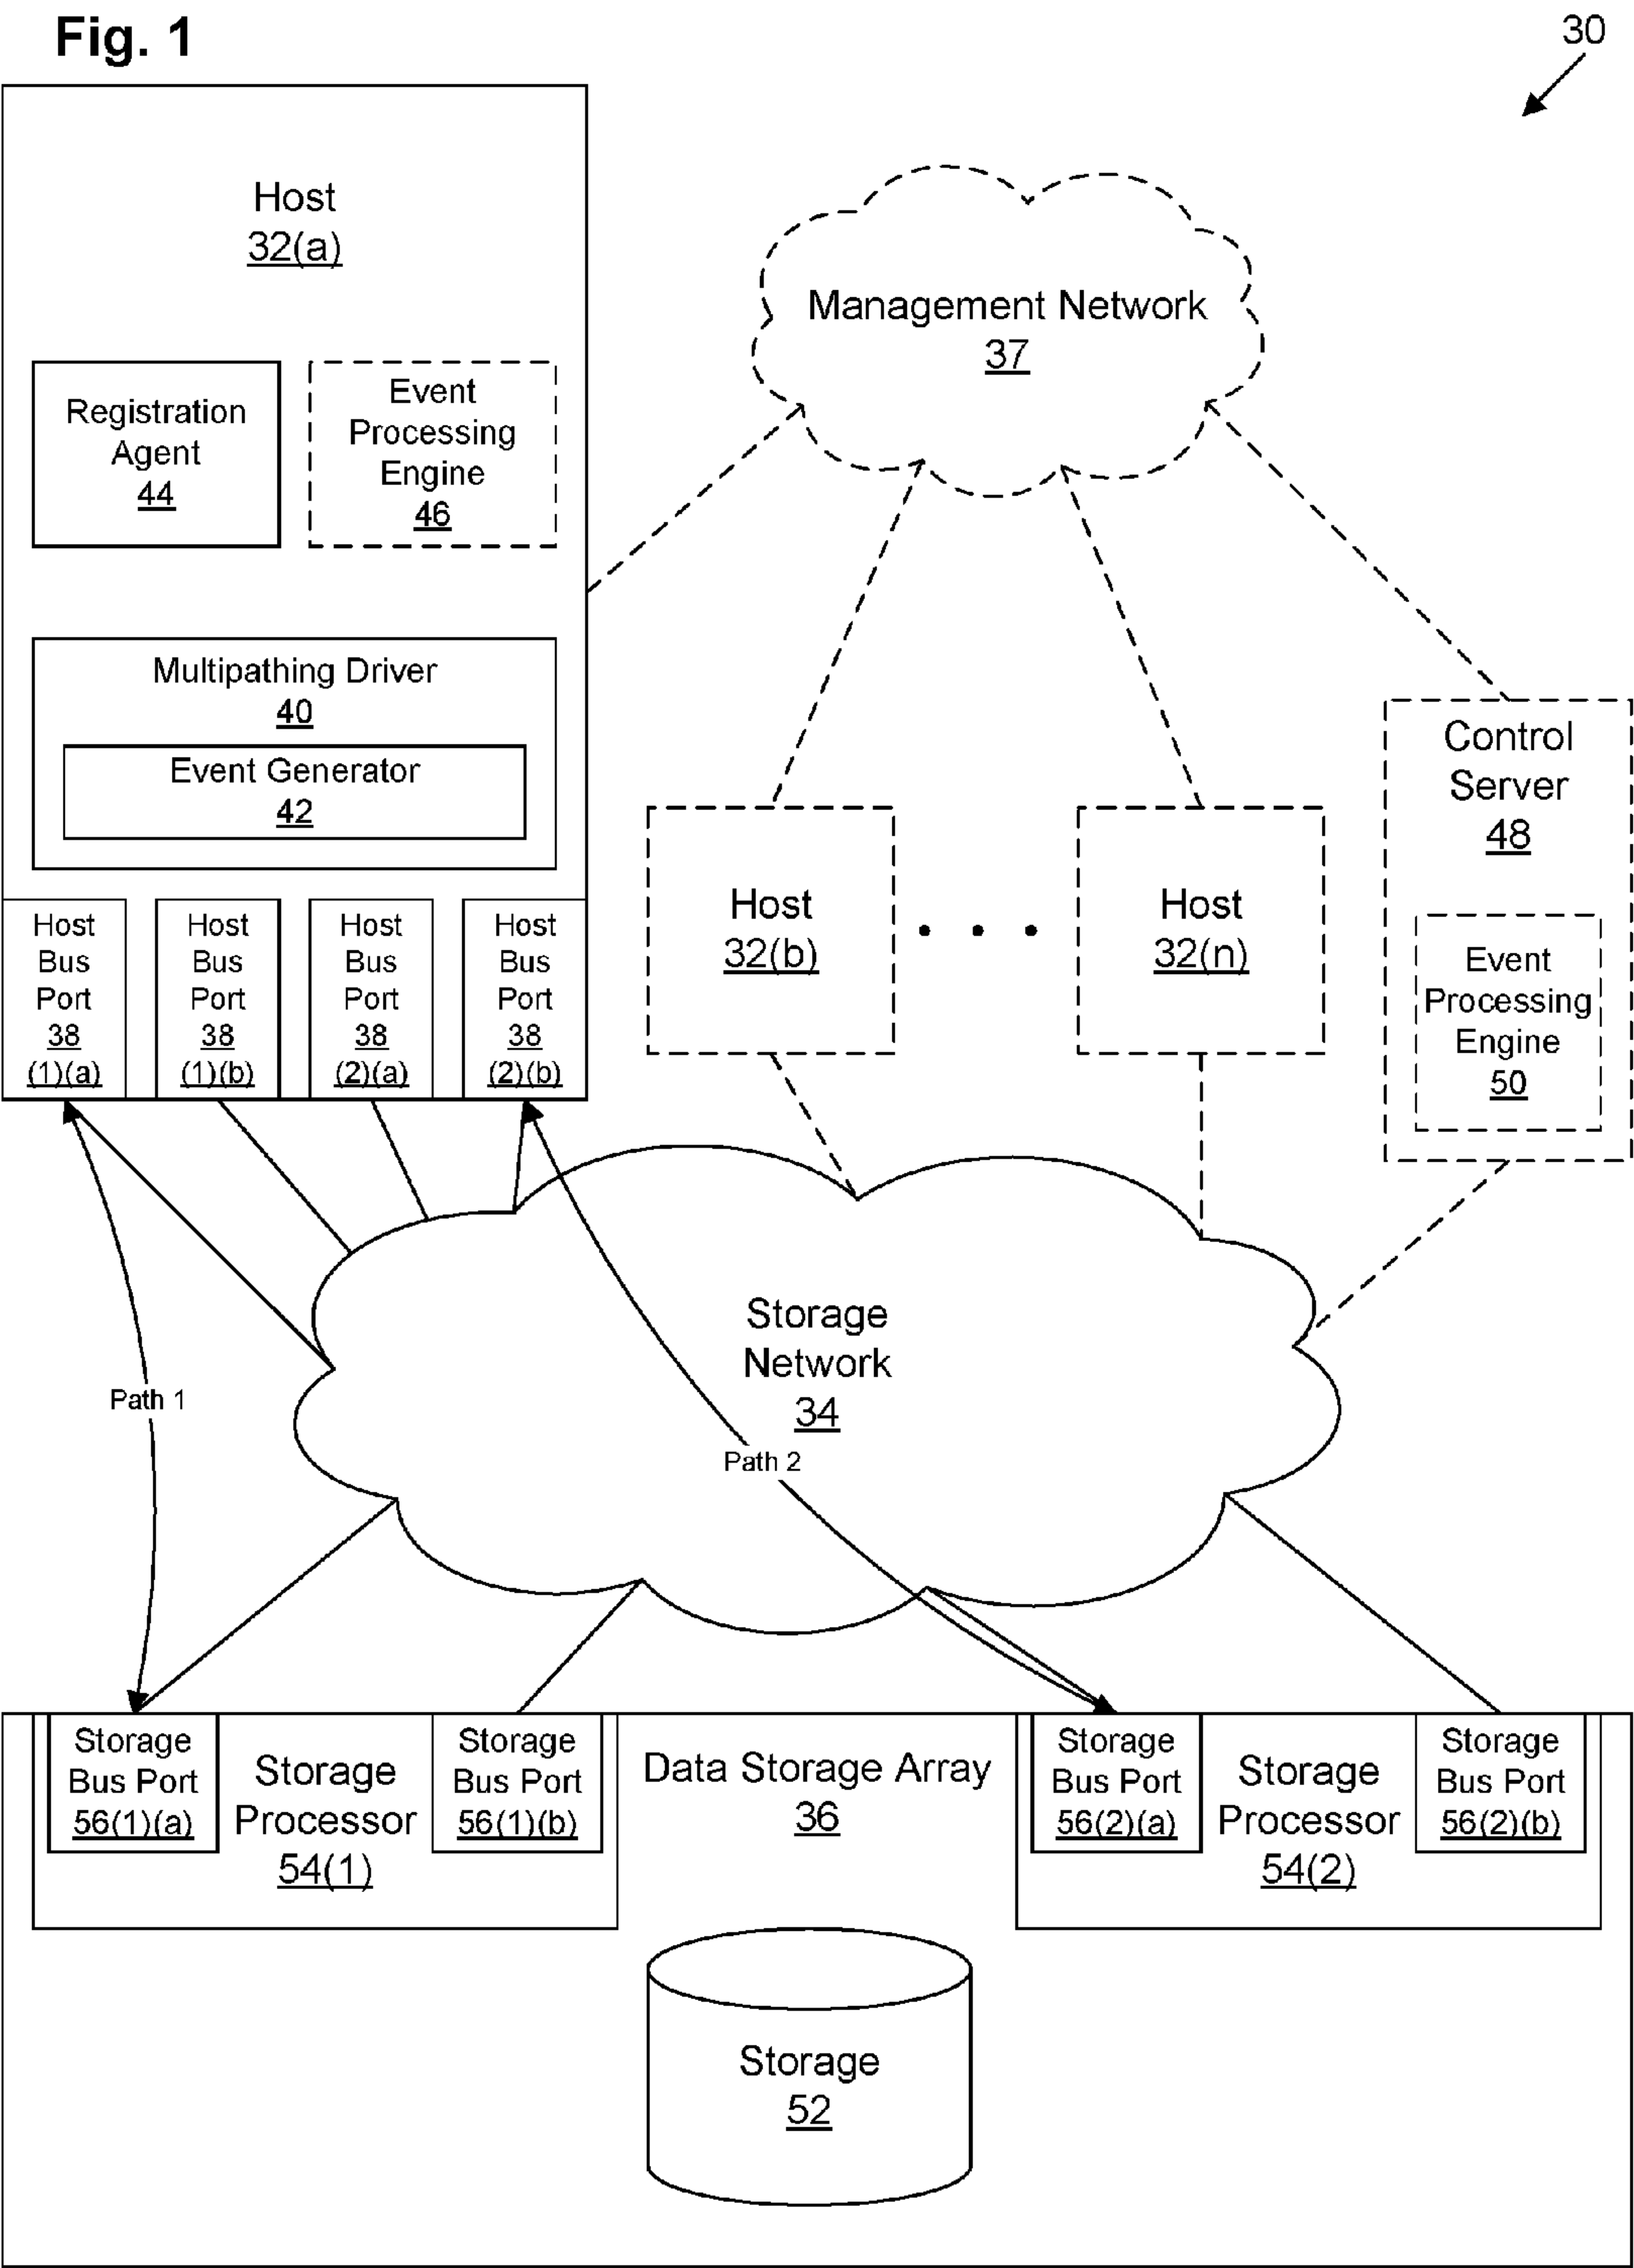 Fig. 1
30
Host
32(a)
Management Network
37
Registration
Agent
44
Event
Processing
Engine
46
Multipathing Driver
40
Event Generator
42
Control
Server
48
Event
Processing
Engine
50
Host
32(b)
Host
32(n)
Host
Bus
Port
38
(1)(a)
Host
Bus
Port
38
(1)(b)
Host
Bus
Port
38
(2)(a)
Host
Bus
Port
38
(2)(b)
Storage
Network
34
Path 1
Path 2
Storage
Bus Port
56(1)(a)
Storage
Processor
54(1)
Storage
Bus Port
56(1)(b)
Data Storage Array
36
Storage
Bus Port
56(2)(a)
Storage
Processor
54(2)
Storage
Bus Port
56(2)(b)
Storage
52